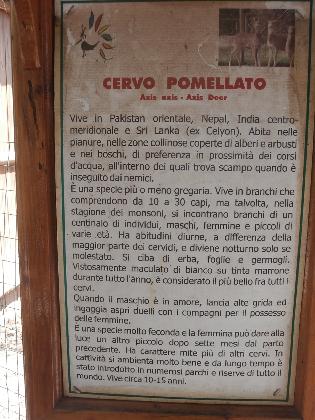 CERVO POMELLATO
Axis axis - Axis Deer
Vive in Pakistan orientale, Nepal, India centro-
meridionale e Sri Lanka (ex Ceylon). Abita nelle
pianure, nelle zone collinose coperte di alberi e arbusti
e nei boschi, di preferenza in prossimità dei corsi
d'acqua, all'interno dei quali trova scampo quando è
inseguito dai nemici.
È una specie più o meno gregaria. Vive in branchi che
comprendono da 10 a 30 capi, ma talvolta, nella
stagione dei monsoni, si incontrano branchi di un
centinaio di individui, maschi, femmine e piccoli di
varie età. Ha abitudini diurne, a differenza della
maggior parte dei cervidi, e diviene notturno solo se
molestato. Si ciba di erba, foglie e germogli.
Vistosamente maculato di bianco su tinta marrone
durante tutto l'anno, è considerato il più bello fra tutti i
cervi.
Quando il maschio è in amore, lancia alte grida ed
ingaggia aspri duelli con i compagni per il possesso
delle femmine.
È una specie molto feconda e la femmina può dare alla
luce un altro piccolo dopo sette mesi dal parto
precedente. Ha carattere mite più di altri cervi. In
cattività si ambienta molto bene e da lungo tempo è
stato introdotto in numerosi parchi e riserve di tutto il
mondo. Vive circa 10-15 anni.